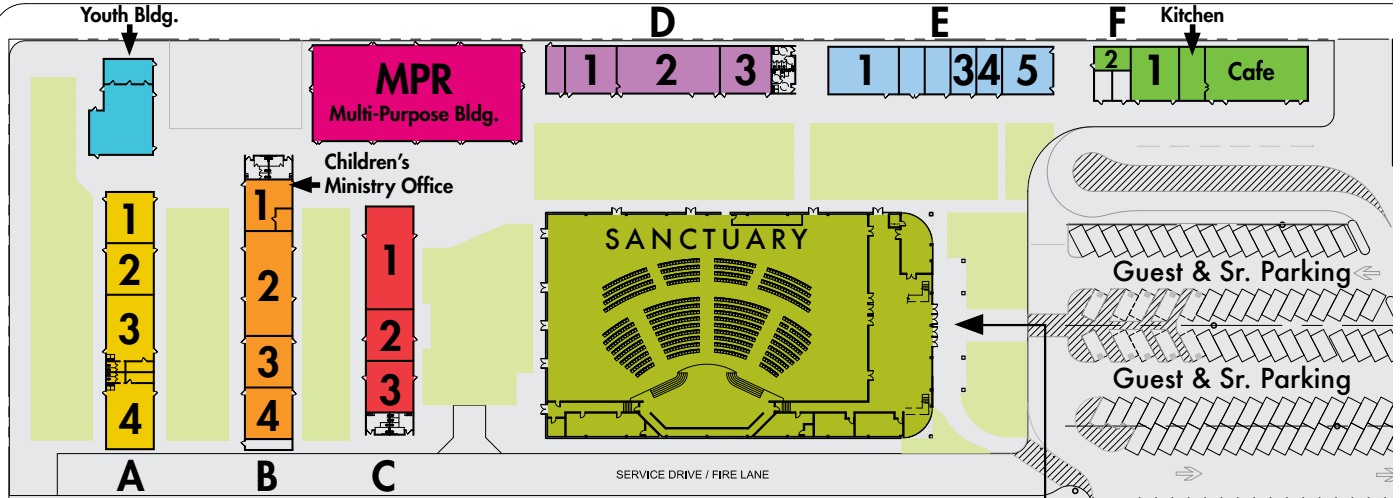 Youth Bldg.
D
E
F
Kitchen
MPR
Multi-Purpose Bldg.
1
2
3
1
3
4
5
2
1
Cafe
Children's
Ministry Office
1
2
3
4
A
1
2
3
4
B
1
2
3
C
SANCTUARY
Guest & Sr. Parking
Guest & Sr. Parking
SERVICE DRIVE / FIRE LANE